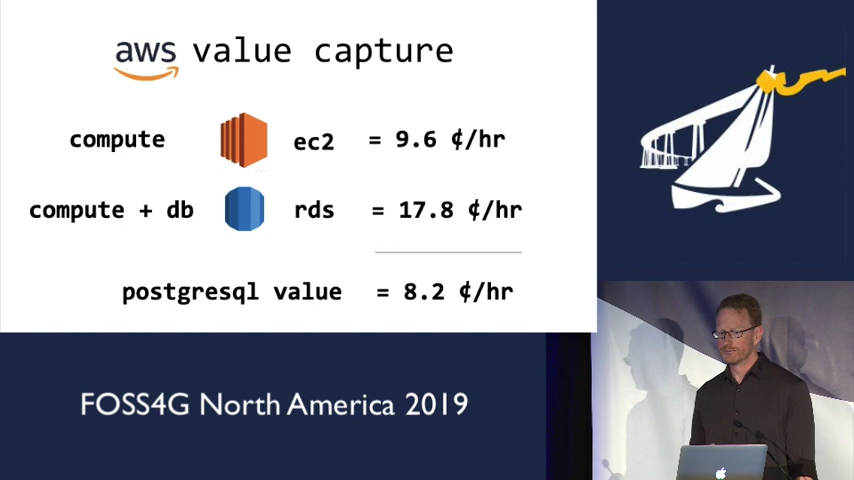 aws value capture
compute ec2 = 9.6 ¢/hr
compute + db rds = 17.8 ¢/hr
postgresql value = 8.2 ¢/hr
FOSS4G North America 2019